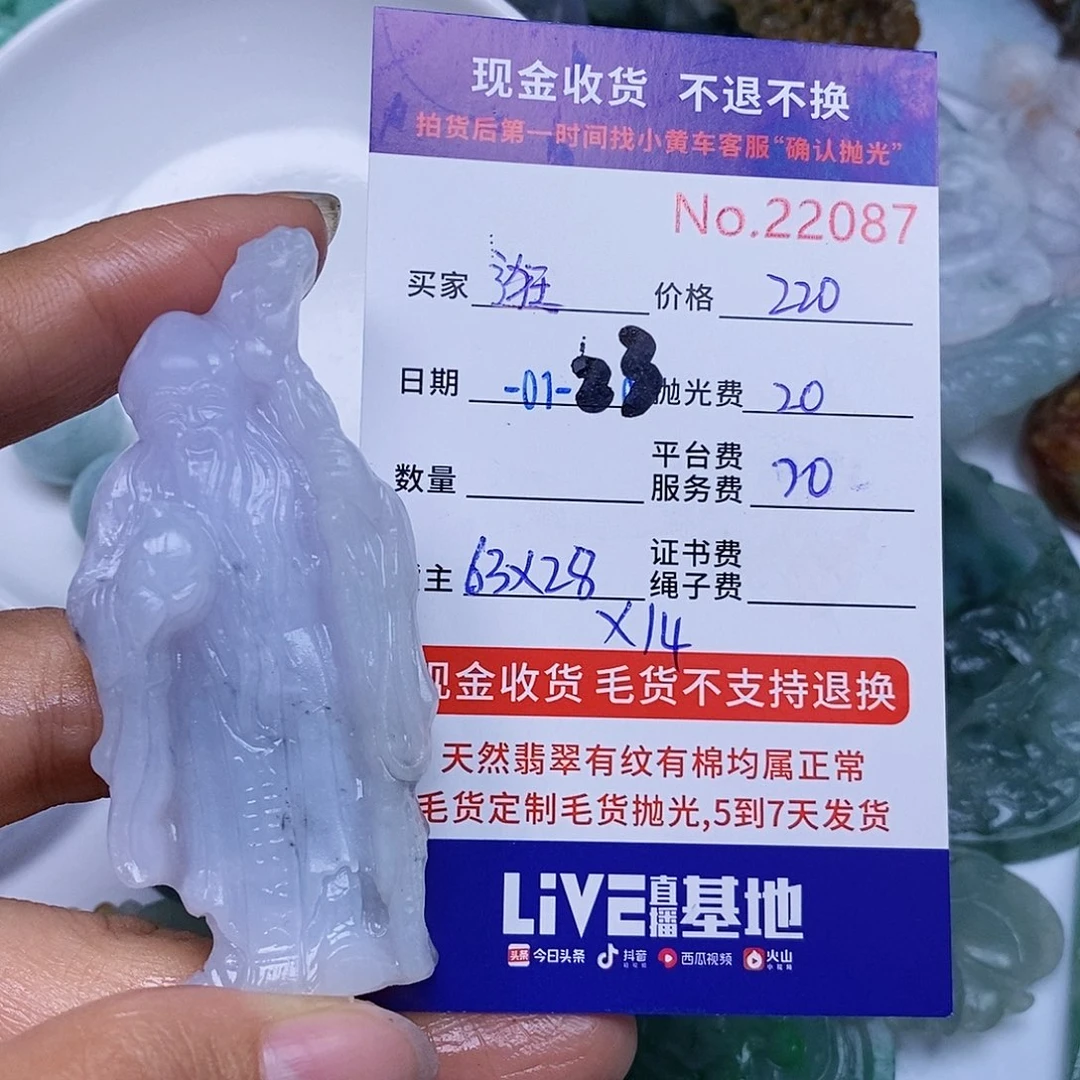 现金收货 不退不换
拍货后第一时间找小黄车客服“确认抛光”
No.22087
买家 价格 220
日期 -01-23 抛光费 20
数量 平台费 服务费 20
主 63X28 X14 证书费 绳子费
现金收货 毛货不支持退换
天然翡翠有纹有棉均属正常
毛货定制毛货抛光,5到7天发货
LiVE直播基地
头条 今日头条 抖音 西瓜视频 火山